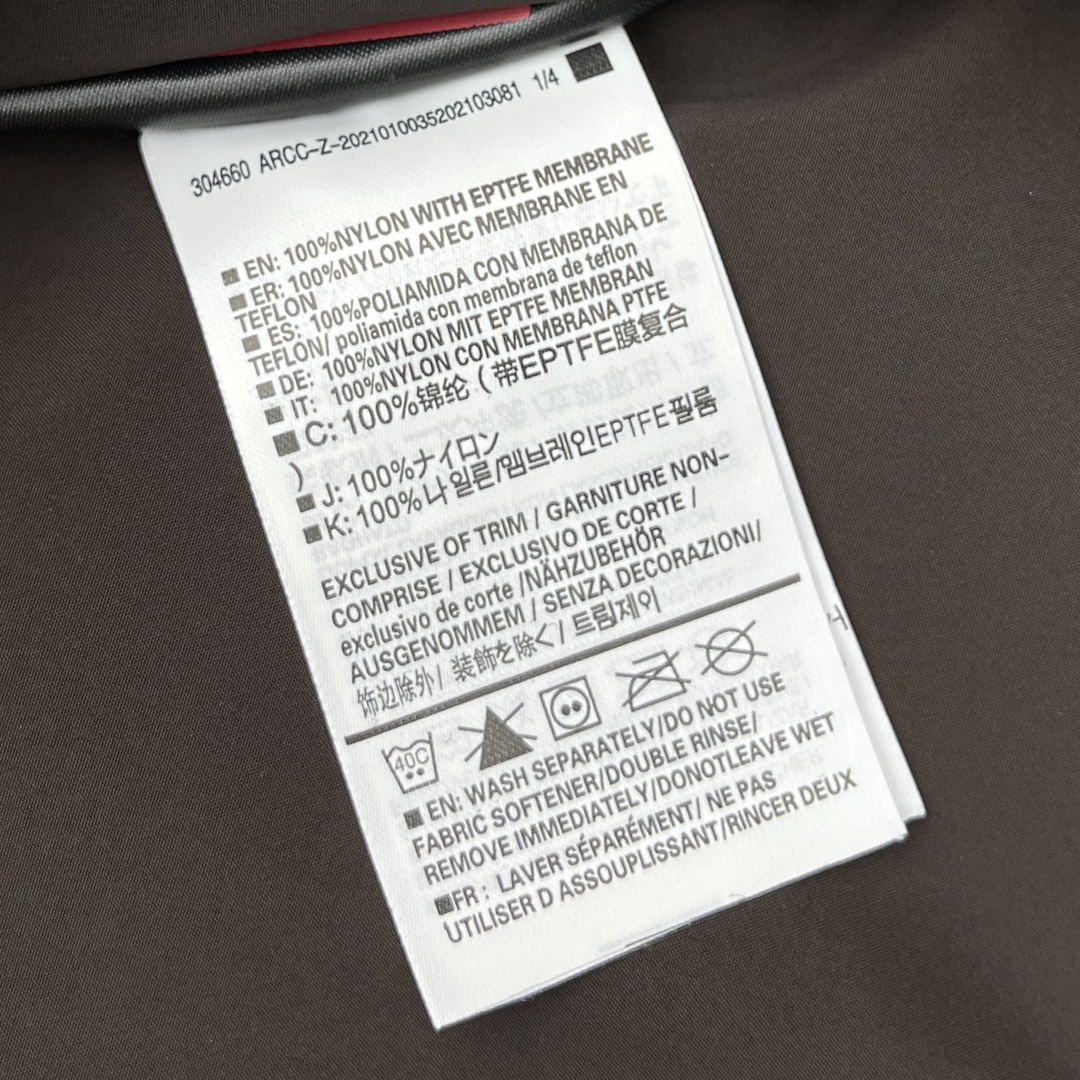 304660 ARCC-Z-2021010035202103081 1/4
EN: 100%NYLON WITH EPTFE MEMBRANE
ER: 100%NYLON AVEC MEMBRANE EN
TEFLON
ES: 100%POLIAMIDA CON MEMBRANA DE
TEFLON/ poliamida con membrana de teflon
DE: 100%NYLON MIT EPTFE MEMBRAN
IT: 100%NYLON CON MEMBRANA PTFE
C: 100%锦纶 (带EPTFE膜复合
)
J: 100%ナイロン
K: 100%나일론/멤브레인EPTFE필름
EXCLUSIVE OF TRIM / GARNITURE NON-
COMPRISE / EXCLUSIVO DE CORTE /
exclusivo de corte /NÄHZUBEHÖR
AUSGENOMMEM / SENZA DECORAZIONI/
饰边除外/ 装飾を除く/ 트림제외
40C
EN: WASH SEPARATELY/DO NOT USE
FABRIC SOFTENER/DOUBLE RINSE/
REMOVE IMMEDIATELY/DONOTLEAVE WET
FR : LAVER SÉPARÉMENT/ NE PAS
UTILISER D ASSOUPLISSANT/RINCER DEUX